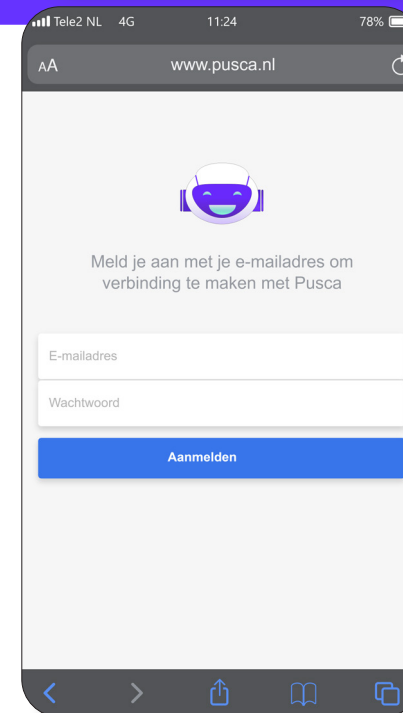 Tele2 NL 4G 11:24 78%
AA www.pusca.nl
Meld je aan met je e-mailadres om
verbinding te maken met Pusca
E-mailadres
Wachtwoord
Aanmelden